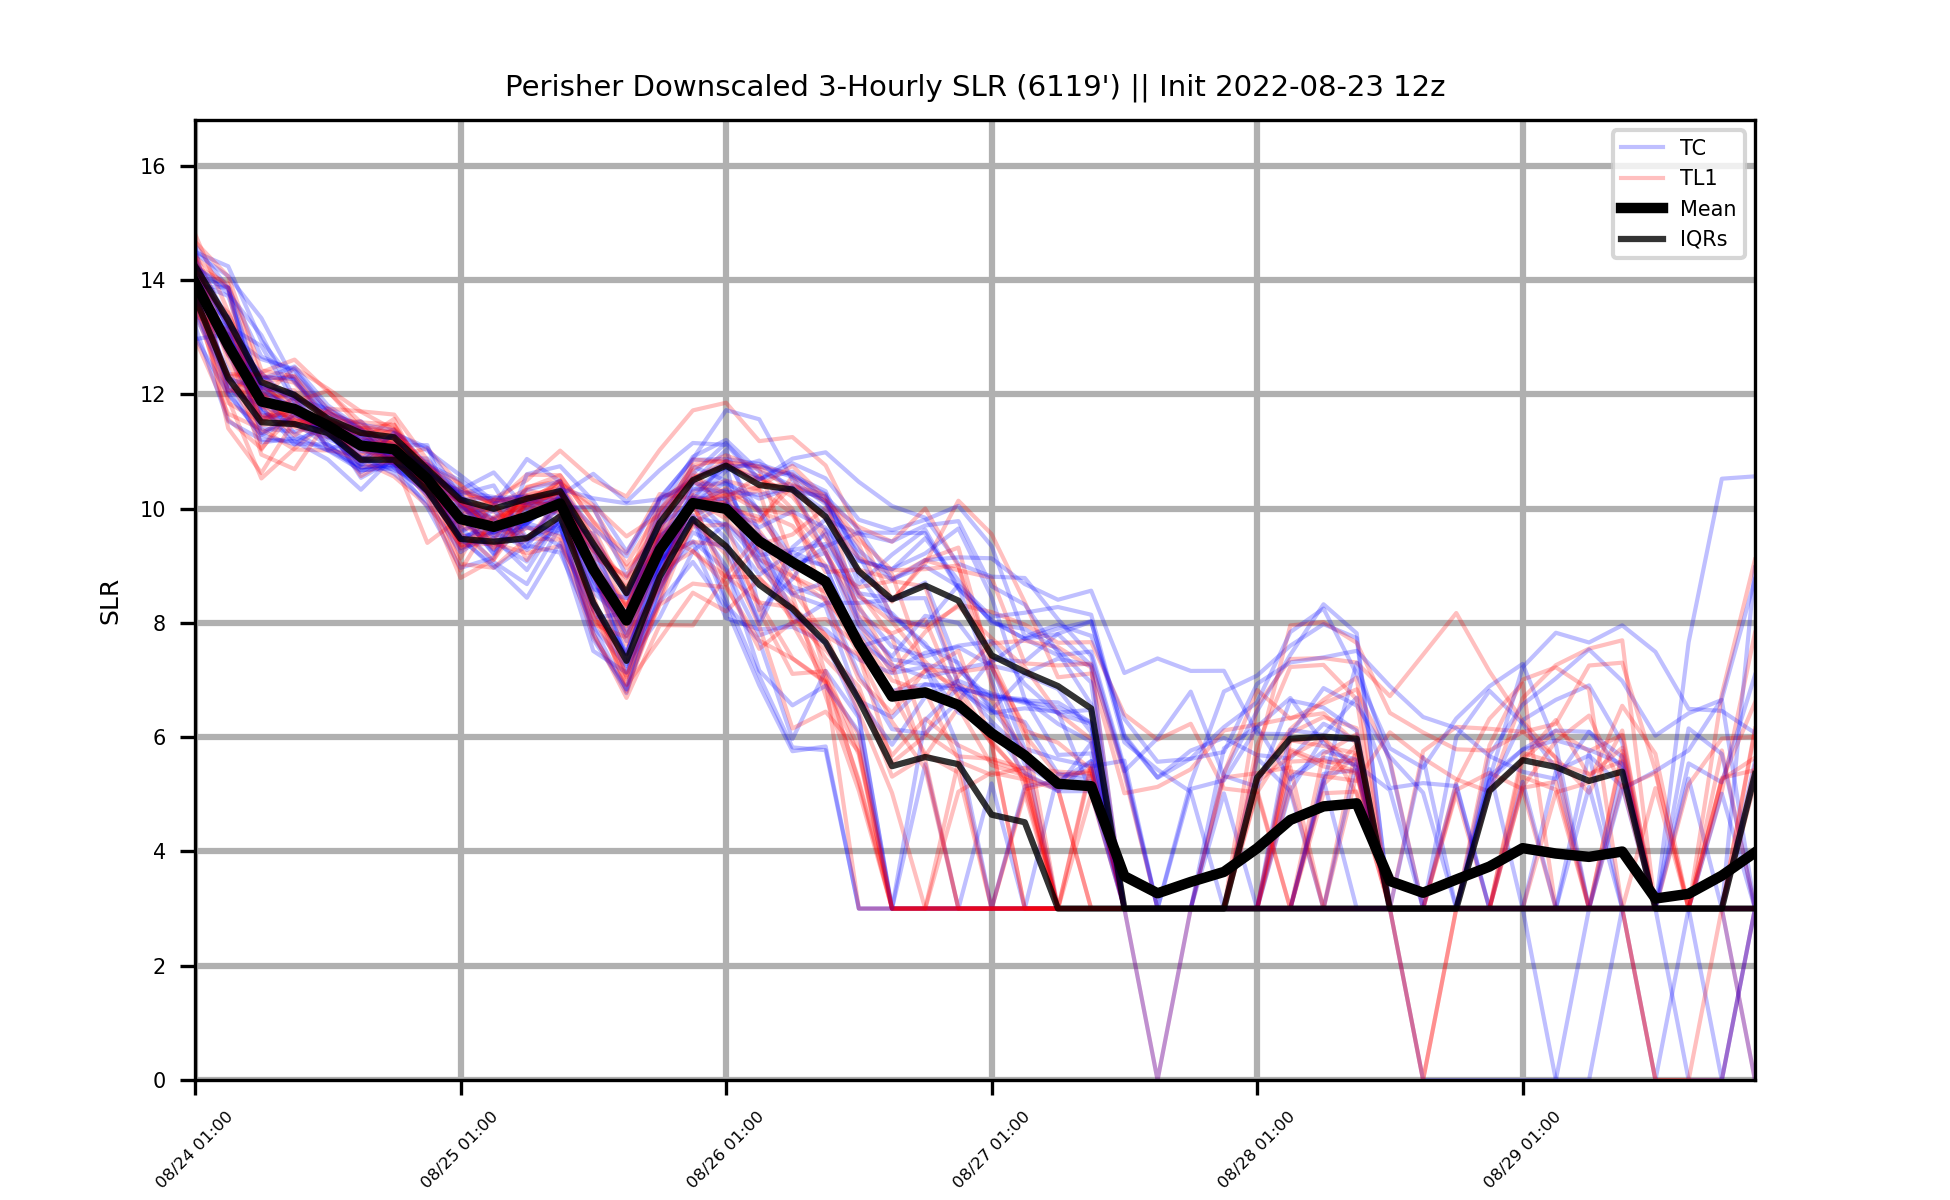 Perisher Downscaled 3-Hourly SLR (6119') || Init 2022-08-23 12z
TC
TL1
Mean
IQRs
SLR
16
14
12
10
8
6
4
2
0
08/24 01:00
08/25 01:00
08/26 01:00
08/27 01:00
08/28 01:00
08/29 01:00